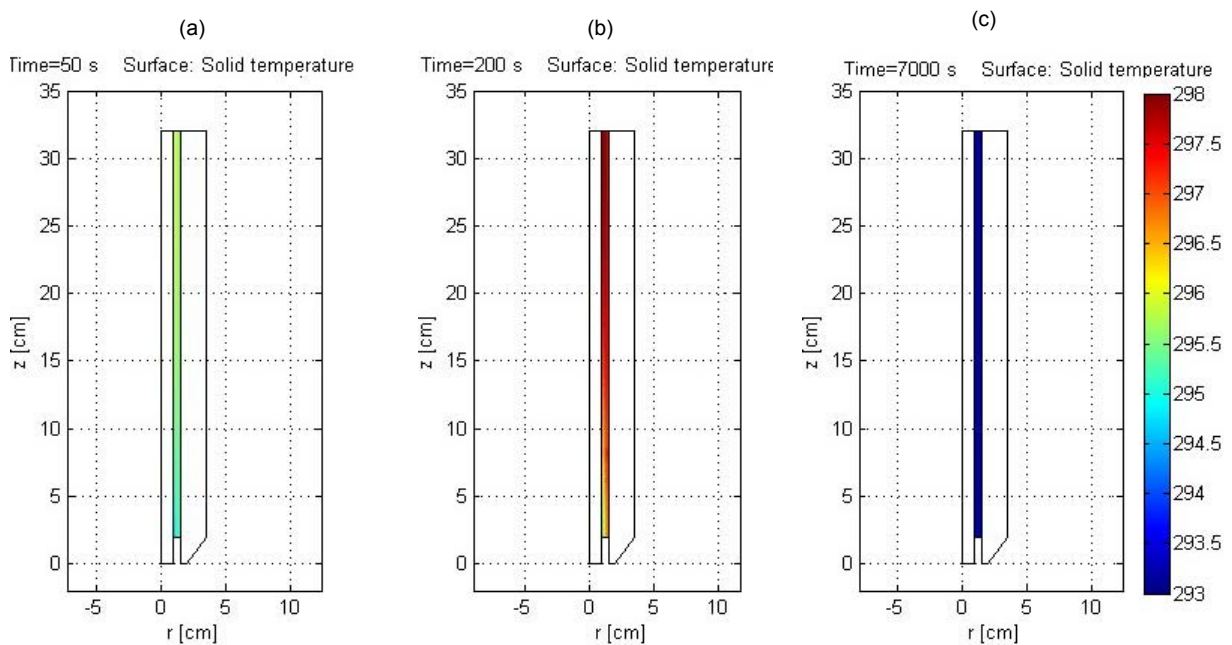 (a)
(b)
(c)
Time=50 s Surface: Solid temperature
Time=200 s Surface: Solid temperature
Time=7000 s Surface: Solid temperature
35
30
25
20
15
10
5
0
z [cm]
-5 0 5 10
r [cm]
35
30
25
20
15
10
5
0
z [cm]
-5 0 5 10
r [cm]
35
30
25
20
15
10
5
0
z [cm]
-5 0 5 10
r [cm]
298
297.5
297
296.5
296
295.5
295
294.5
294
293.5
293